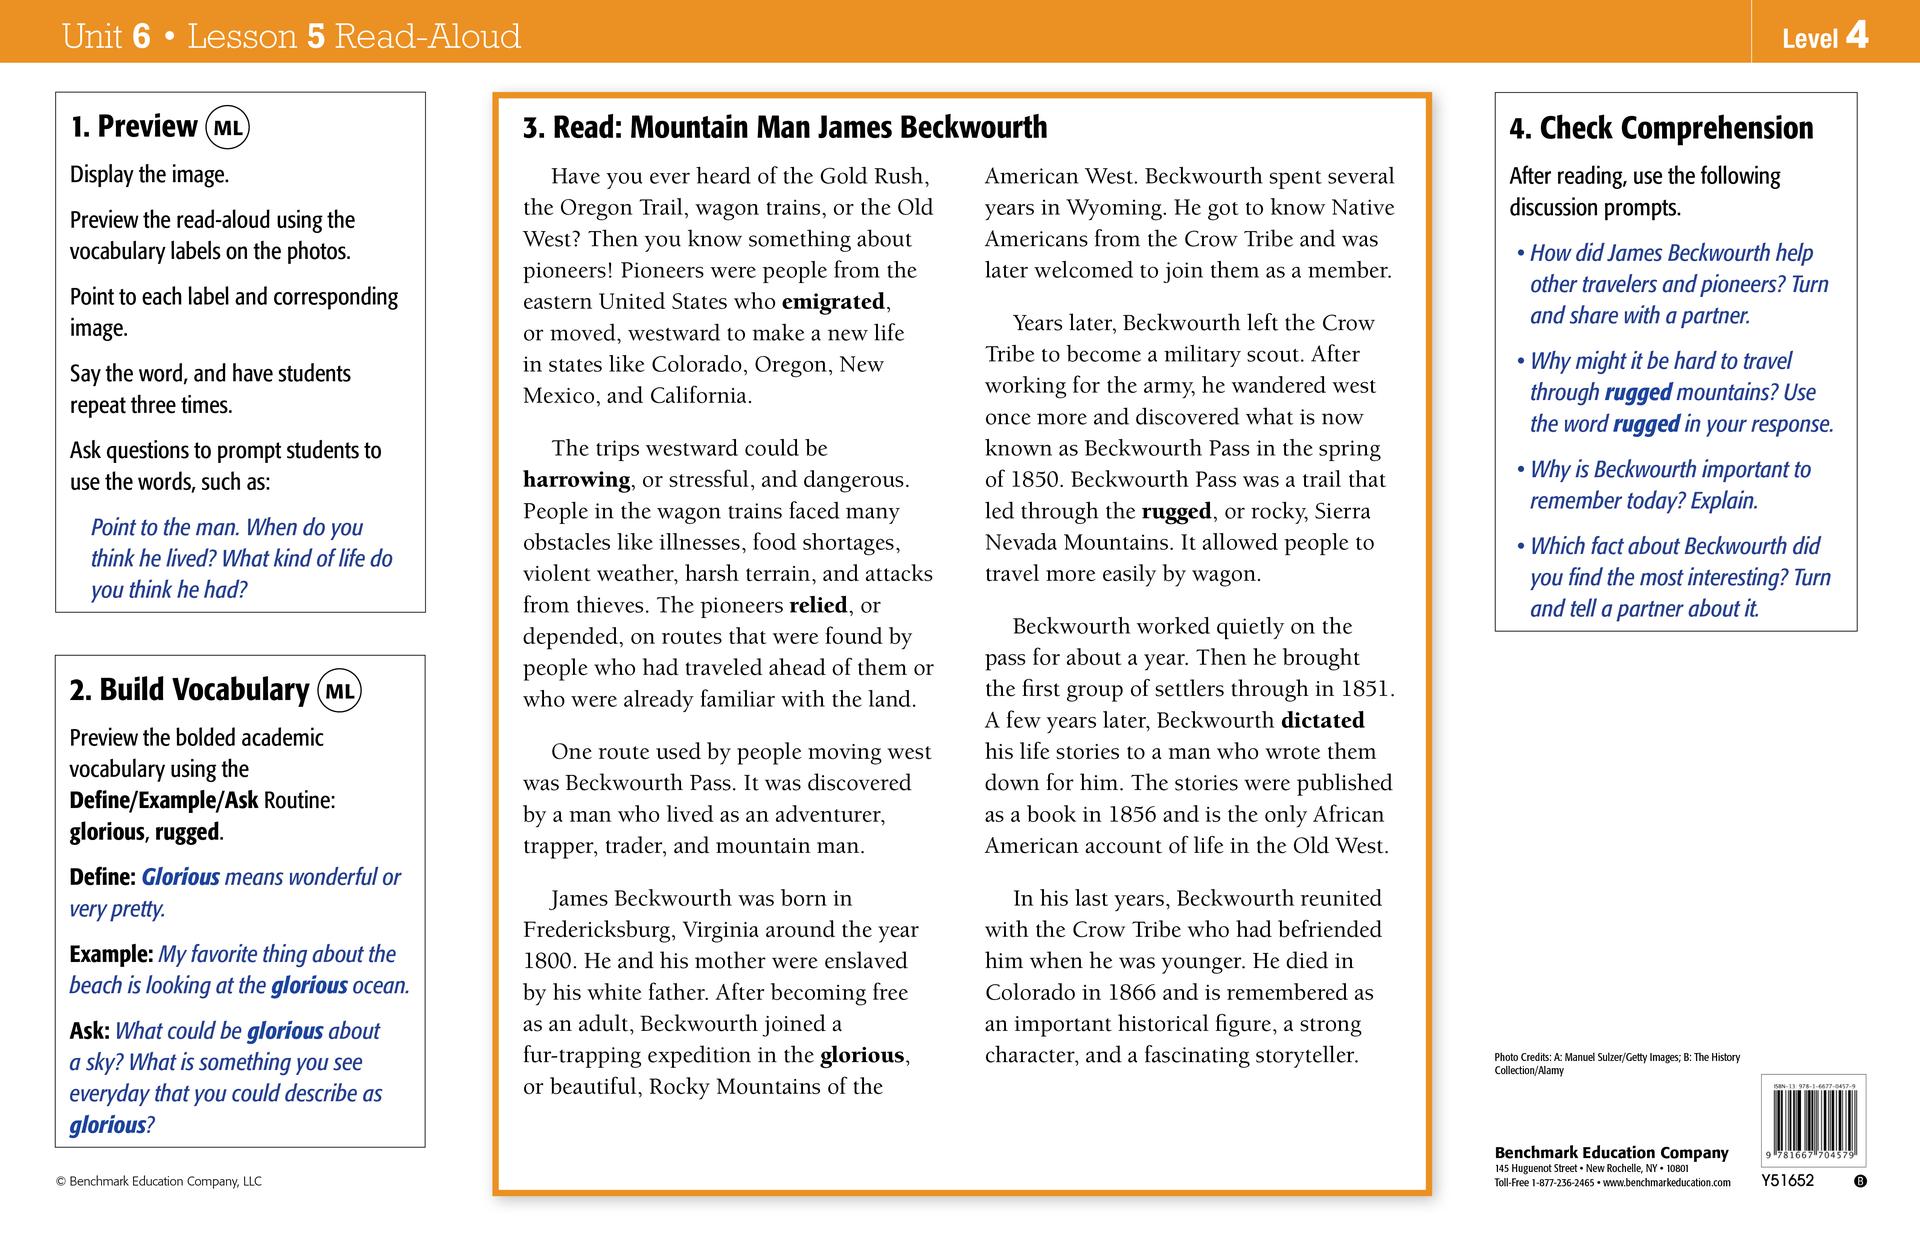 Unit 6 • Lesson 5 Read-Aloud
Level 4
1. Preview ML
Display the image.
Preview the read-aloud using the
vocabulary labels on the photos.
Point to each label and corresponding
image.
Say the word, and have students
repeat three times.
Ask questions to prompt students to
use the words, such as:
Point to the man. When do you
think he lived? What kind of life do
you think he had?
2. Build Vocabulary ML
Preview the bolded academic
vocabulary using the
Define/Example/Ask Routine:
glorious, rugged.
Define: Glorious means wonderful or
very pretty.
Example: My favorite thing about the
beach is looking at the glorious ocean.
Ask: What could be glorious about
a sky? What is something you see
everyday that you could describe as
glorious?
© Benchmark Education Company, LLC
3. Read: Mountain Man James Beckwourth
Have you ever heard of the Gold Rush,
the Oregon Trail, wagon trains, or the Old
West? Then you know something about
pioneers! Pioneers were people from the
eastern United States who emigrated,
or moved, westward to make a new life
in states like Colorado, Oregon, New
Mexico, and California.
The trips westward could be
harrowing, or stressful, and dangerous.
People in the wagon trains faced many
obstacles like illnesses, food shortages,
violent weather, harsh terrain, and attacks
from thieves. The pioneers relied, or
depended, on routes that were found by
people who had traveled ahead of them or
who were already familiar with the land.
One route used by people moving west
was Beckwourth Pass. It was discovered
by a man who lived as an adventurer,
trapper, trader, and mountain man.
James Beckwourth was born in
Fredericksburg, Virginia around the year
1800. He and his mother were enslaved
by his white father. After becoming free
as an adult, Beckwourth joined a
fur-trapping expedition in the glorious,
or beautiful, Rocky Mountains of the
American West. Beckwourth spent several
years in Wyoming. He got to know Native
Americans from the Crow Tribe and was
later welcomed to join them as a member.
Years later, Beckwourth left the Crow
Tribe to become a military scout. After
working for the army, he wandered west
once more and discovered what is now
known as Beckwourth Pass in the spring
of 1850. Beckwourth Pass was a trail that
led through the rugged, or rocky, Sierra
Nevada Mountains. It allowed people to
travel more easily by wagon.
Beckwourth worked quietly on the
pass for about a year. Then he brought
the first group of settlers through in 1851.
A few years later, Beckwourth dictated
his life stories to a man who wrote them
down for him. The stories were published
as a book in 1856 and is the only African
American account of life in the Old West.
In his last years, Beckwourth reunited
with the Crow Tribe who had befriended
him when he was younger. He died in
Colorado in 1866 and is remembered as
an important historical figure, a strong
character, and a fascinating storyteller.
4. Check Comprehension
After reading, use the following
discussion prompts.
• How did James Beckwourth help
other travelers and pioneers? Turn
and share with a partner.
• Why might it be hard to travel
through rugged mountains? Use
the word rugged in your response.
• Why is Beckwourth important to
remember today? Explain.
• Which fact about Beckwourth did
you find the most interesting? Turn
and tell a partner about it.
Photo Credits: A: Manuel Sulzer/Getty Images; B: The History
Collection/Alamy
Benchmark Education Company
145 Huguenot Street • New Rochelle, NY • 10801
Toll-Free 1-877-236-2465 • www.benchmarkeducation.com
ISBN-13: 978-1-6677-0457-9
9 781667 704579
Y51652
B